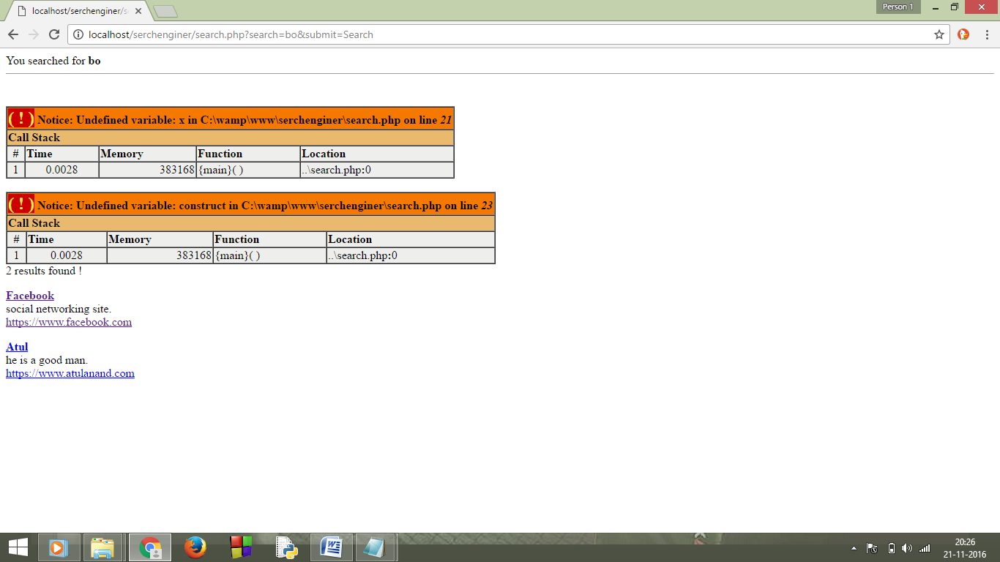 localhost/serchenginer/s
Person 1
localhost/serchenginer/search.php?search=bo&submit=Search
You searched for bo
( ! ) Notice: Undefined variable: x in C:\wamp\www\serchenginer\search.php on line 21
Call Stack
# Time Memory Function Location
1 0.0028 383168 {main}( ) ..\search.php:0
( ! ) Notice: Undefined variable: construct in C:\wamp\www\serchenginer\search.php on line 23
Call Stack
# Time Memory Function Location
1 0.0028 383168 {main}( ) ..\search.php:0
2 results found !
Facebook
social networking site.
https://www.facebook.com
Atul
he is a good man.
https://www.atulanand.com
20:26
21-11-2016